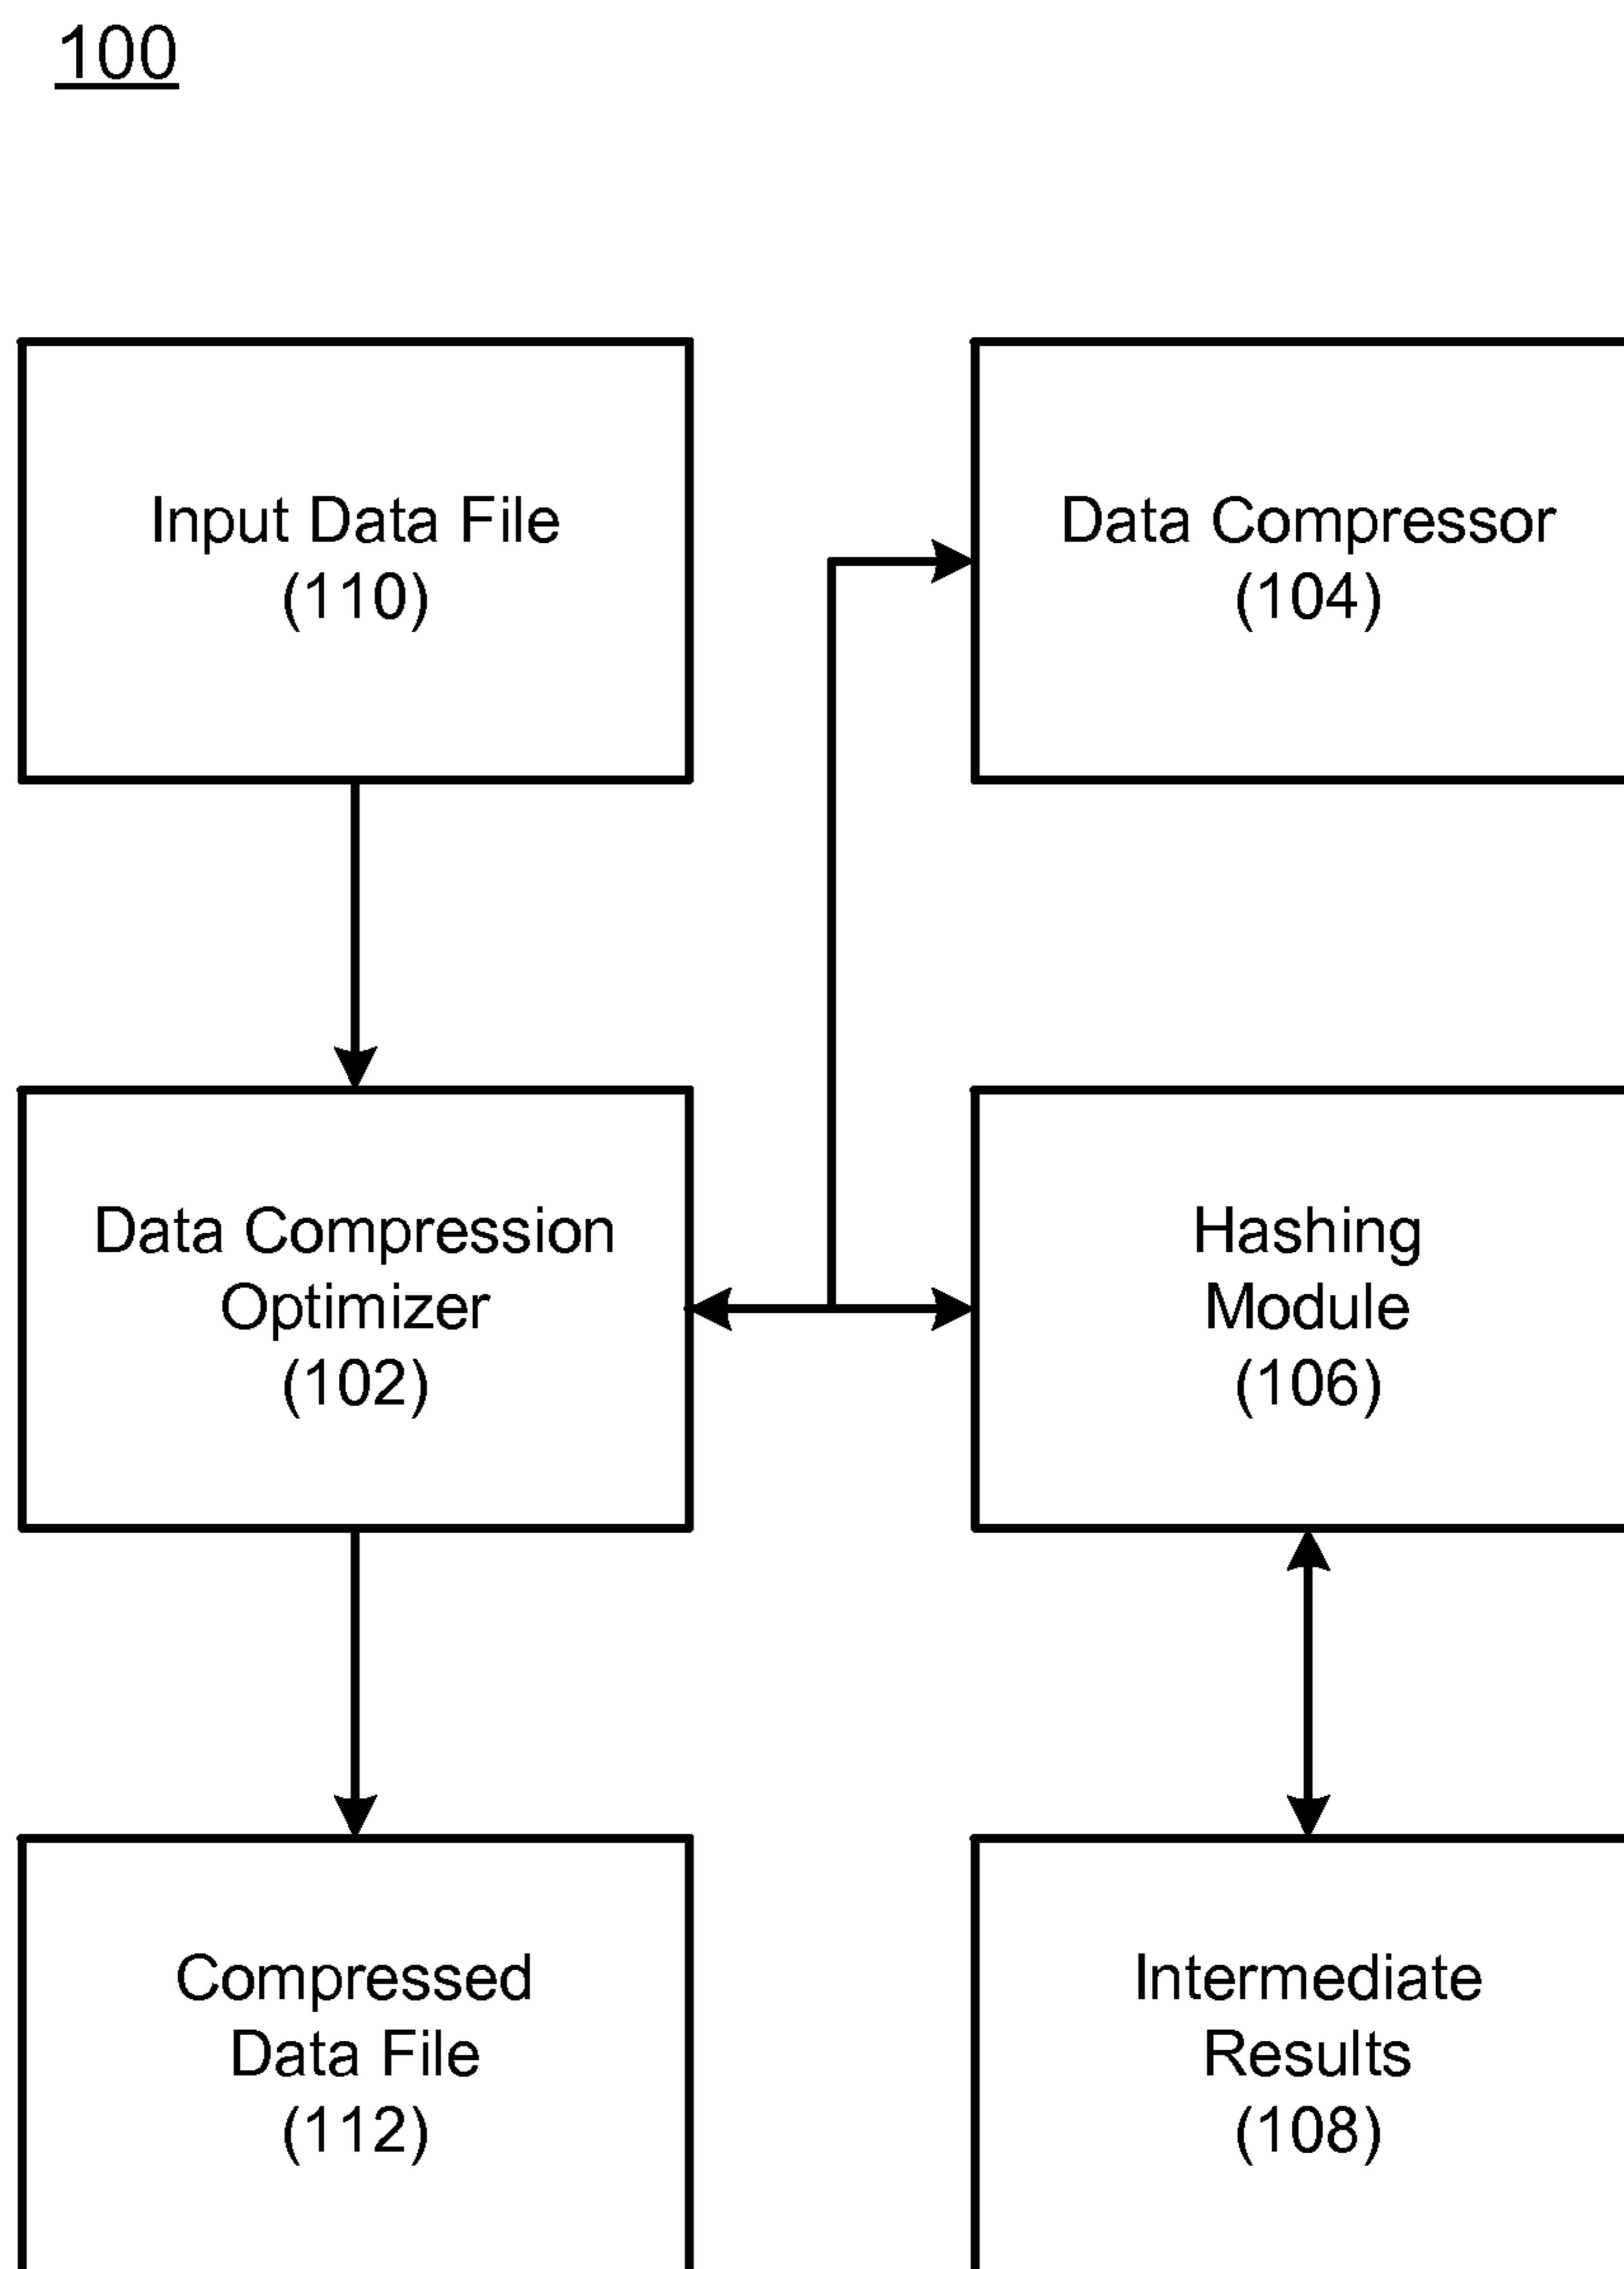 100
Input Data File
(110)
Data Compressor
(104)
Data Compression
Optimizer
(102)
Hashing
Module
(106)
Compressed
Data File
(112)
Intermediate
Results
(108)